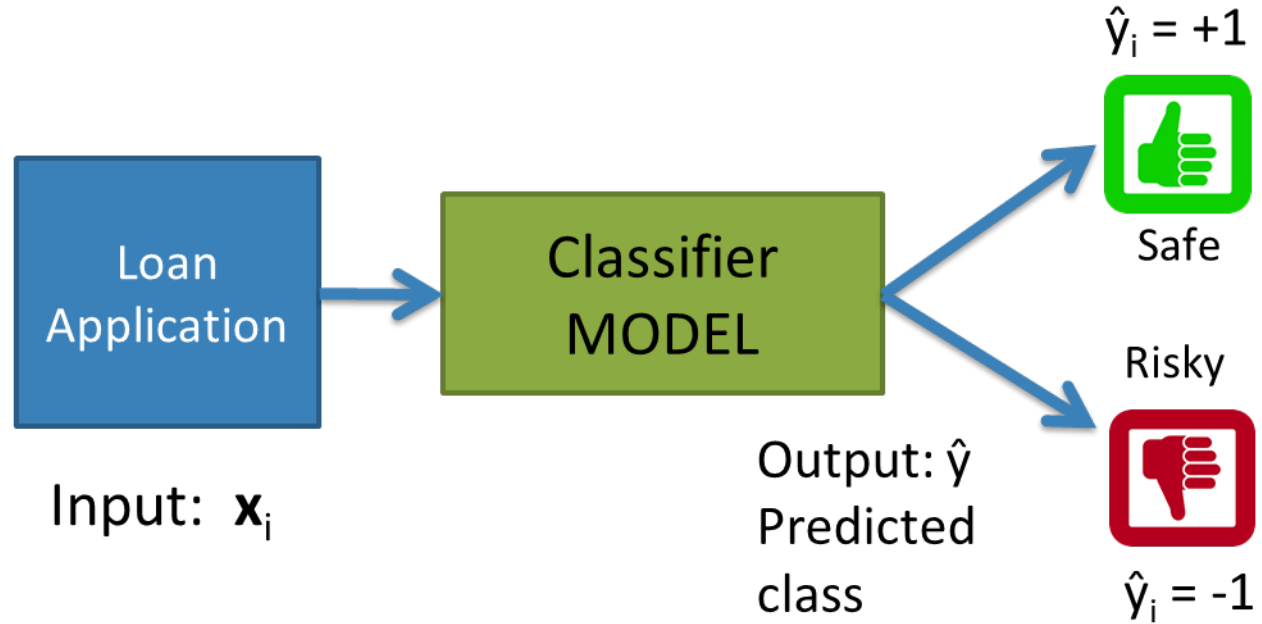 ŷᵢ = +1
Safe
Loan
Application
Classifier
MODEL
Risky
Input: xᵢ
Output: ŷ
Predicted
class
ŷᵢ = -1